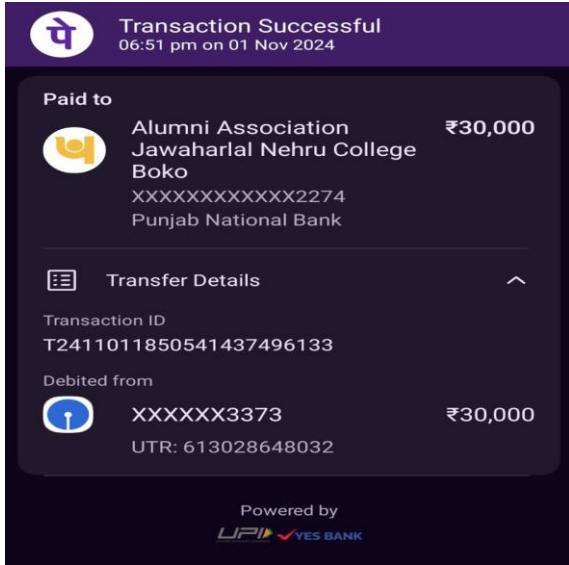 पे
Transaction Successful
06:51 pm on 01 Nov 2024
Paid to
Alumni Association ₹30,000
Jawaharlal Nehru College
Boko
XXXXXXXXXXXX2274
Punjab National Bank
Transfer Details
Transaction ID
T2411011850541437496133
Debited from
XXXXXX3373 ₹30,000
UTR: 613028648032
Powered by
UPI YES BANK